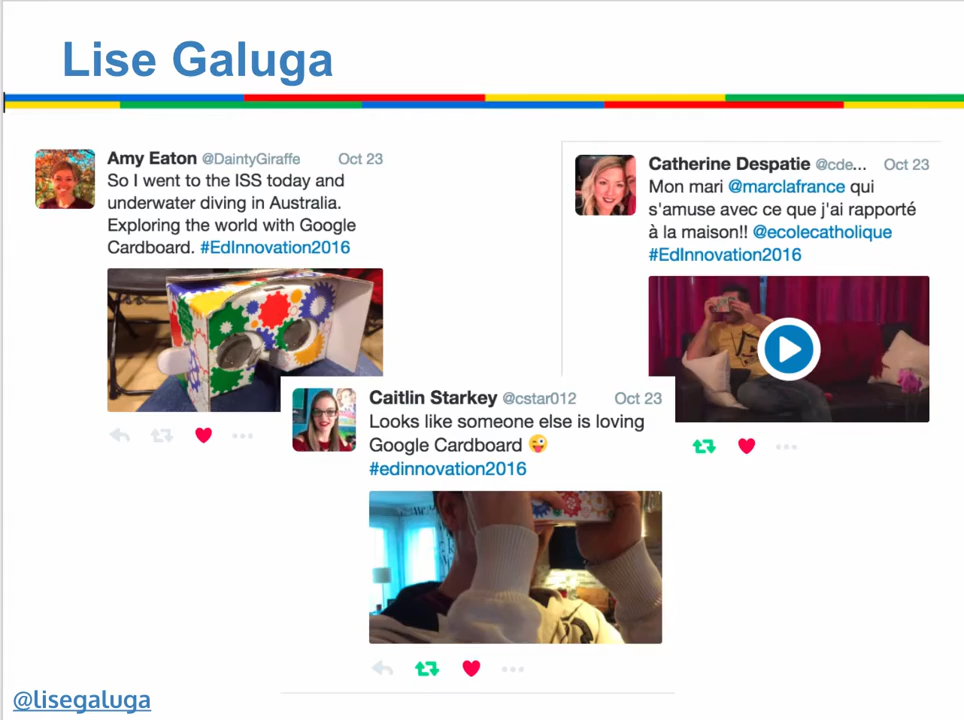 Lise Galuga
Amy Eaton @DaintyGiraffe Oct 23
So I went to the ISS today and
underwater diving in Australia.
Exploring the world with Google
Cardboard. #EdInnovation2016
Catherine Despatie @cde... Oct 23
Mon mari @marclafrance qui
s'amuse avec ce que j'ai rapporté
à la maison!! @ecolecatholique
#EdInnovation2016
Caitlin Starkey @cstar012 Oct 23
Looks like someone else is loving
Google Cardboard 😜
#edinnovation2016
@lisegaluga